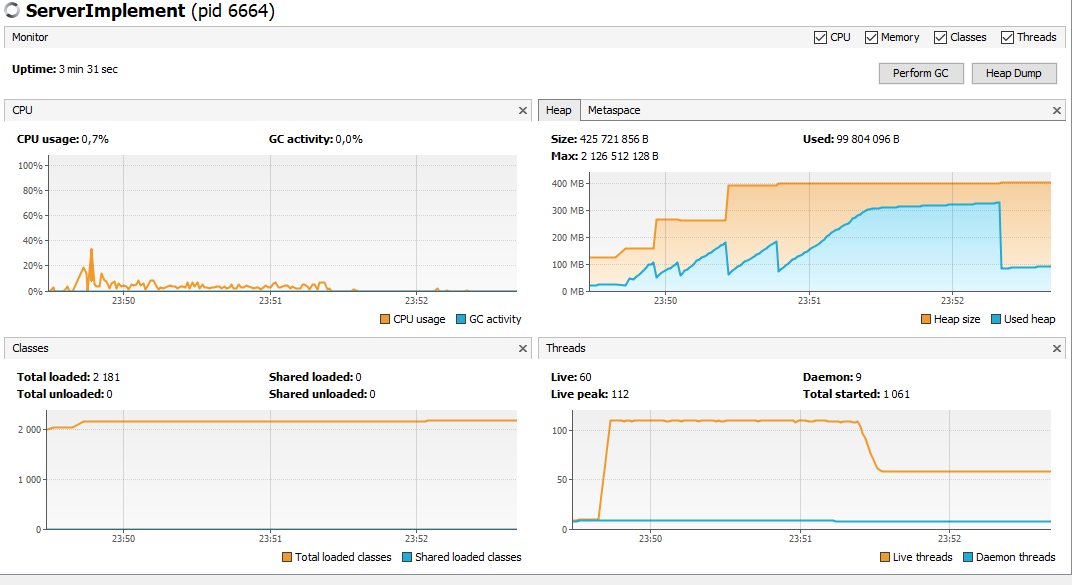 ServerImplement (pid 6664)
Monitor
CPU Memory Classes Threads
Uptime: 3 min 31 sec
Perform GC Heap Dump
CPU
CPU usage: 0,7% GC activity: 0,0%
100%
80%
60%
40%
20%
0%
23:50 23:51 23:52
CPU usage GC activity
Heap Metaspace
Size: 425 721 856 B Used: 99 804 096 B
Max: 2 126 512 128 B
400 MB
300 MB
200 MB
100 MB
0 MB
23:50 23:51 23:52
Heap size Used heap
Classes
Total loaded: 2 181 Shared loaded: 0
Total unloaded: 0 Shared unloaded: 0
2 000
1 000
0
23:50 23:51 23:52
Total loaded classes Shared loaded classes
Threads
Live: 60 Daemon: 9
Live peak: 112 Total started: 1 061
100
50
0
23:50 23:51 23:52
Live threads Daemon threads